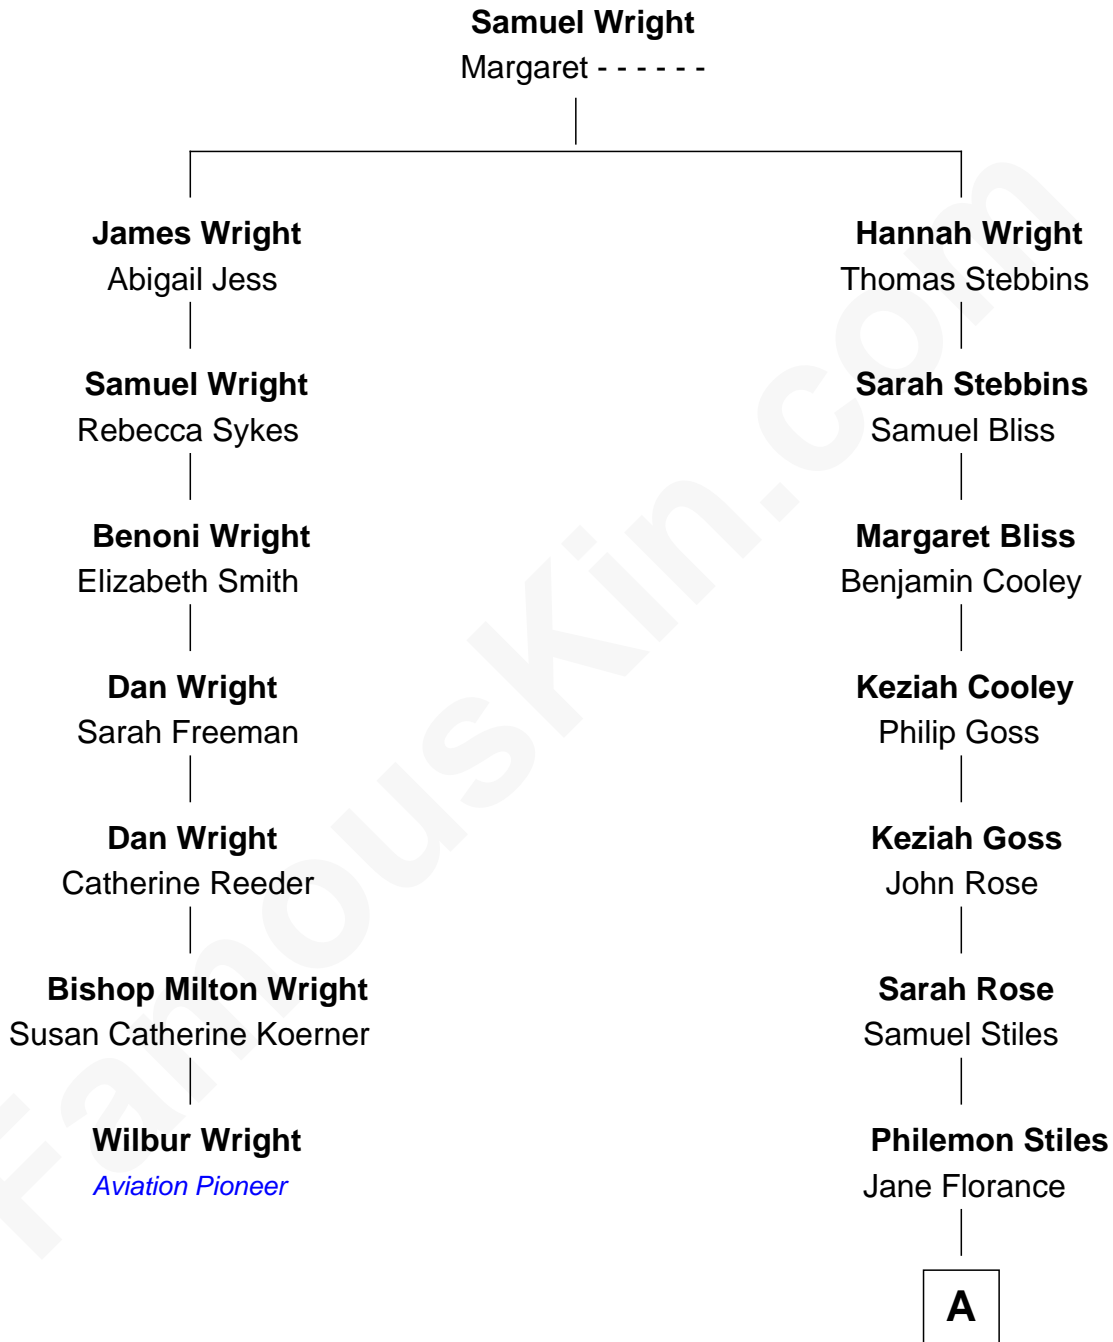 Samuel Wright
Margaret - - - - - -
James Wright
Abigail Jess
Hannah Wright
Thomas Stebbins
Samuel Wright
Rebecca Sykes
Sarah Stebbins
Samuel Bliss
Benoni Wright
Elizabeth Smith
Margaret Bliss
Benjamin Cooley
Dan Wright
Sarah Freeman
Keziah Cooley
Philip Goss
Dan Wright
Catherine Reeder
Keziah Goss
John Rose
Bishop Milton Wright
Susan Catherine Koerner
Sarah Rose
Samuel Stiles
Wilbur Wright
Aviation Pioneer
Philemon Stiles
Jane Florance
A
FamousKin.com